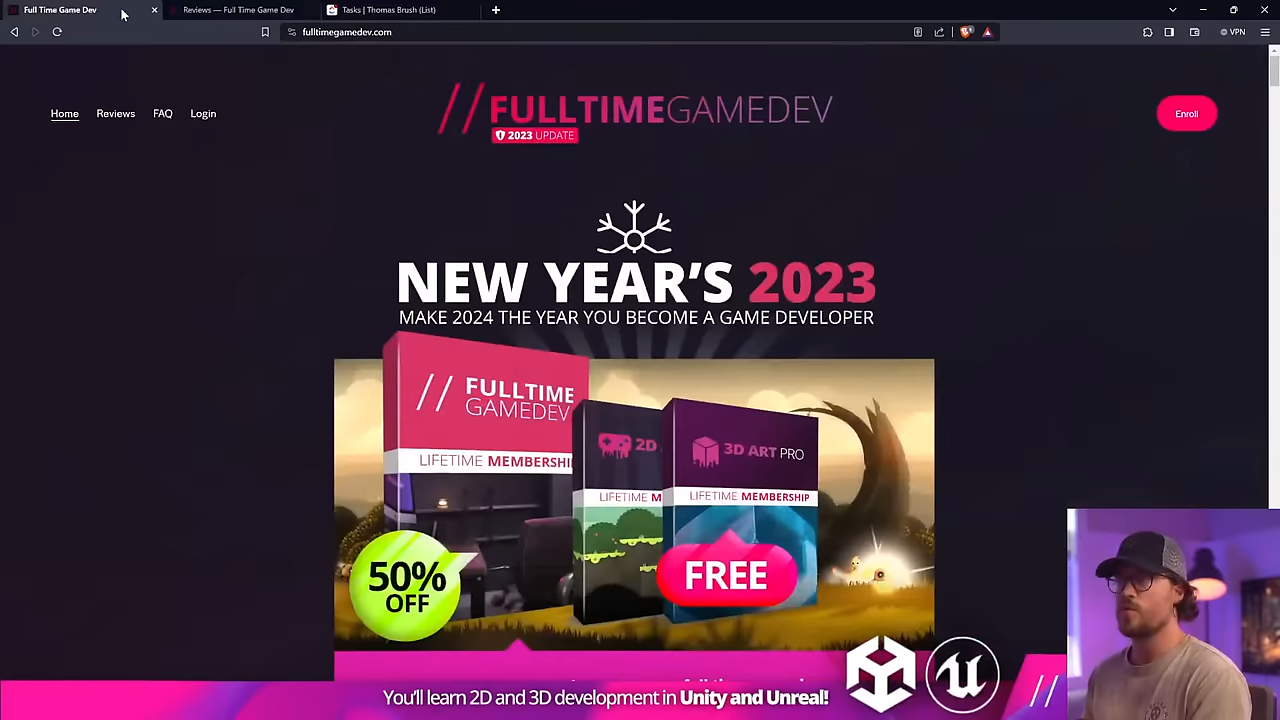 Full Time Game Dev
Reviews — Full Time Game Dev
Tasks | Thomas Brush (List)
fulltimegamedev.com
VPN
Home
Reviews
FAQ
Login
//FULLTIMEGAMEDEV
2023 UPDATE
Enroll
NEW YEAR'S 2023
MAKE 2024 THE YEAR YOU BECOME A GAME DEVELOPER
// FULLTIME
GAMEDEV
LIFETIME MEMBERSHI
2D
LIFETIME M
3D ART PRO
LIFETIME MEMBERSHIP
50%
OFF
FREE
You'll learn 2D and 3D development in Unity and Unreal!
//